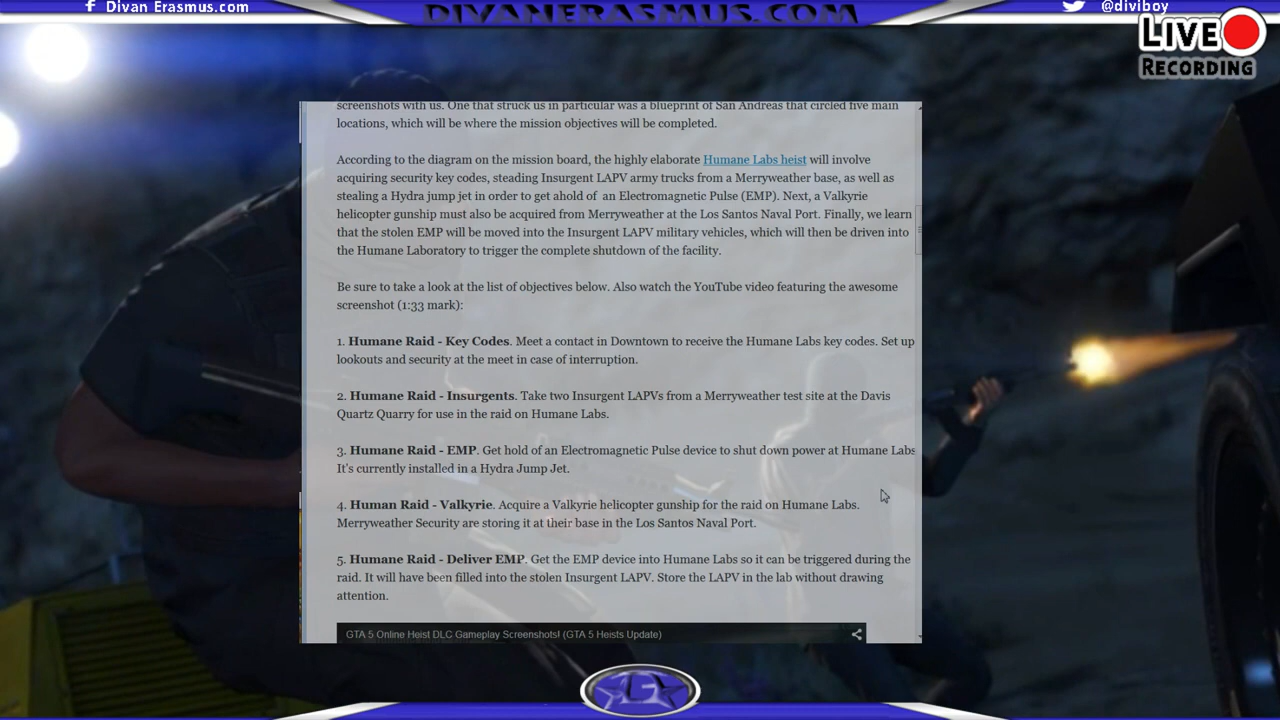 Divan Erasmus.com
DIVANERASMUS.COM
@diviboy
LIVE
RECORDING
screenshots with us. One that struck us in particular was a blueprint of San Andreas that circled five main
locations, which will be where the mission objectives will be completed.
According to the diagram on the mission board, the highly elaborate Humane Labs heist will involve
acquiring security key codes, steading Insurgent LAPV army trucks from a Merryweather base, as well as
stealing a Hydra jump jet in order to get ahold of an Electromagnetic Pulse (EMP). Next, a Valkyrie
helicopter gunship must also be acquired from Merryweather at the Los Santos Naval Port. Finally, we learn
that the stolen EMP will be moved into the Insurgent LAPV military vehicles, which will then be driven into
the Humane Laboratory to trigger the complete shutdown of the facility.
Be sure to take a look at the list of objectives below. Also watch the YouTube video featuring the awesome
screenshot (1:33 mark):
1. Humane Raid - Key Codes. Meet a contact in Downtown to receive the Humane Labs key codes. Set up
lookouts and security at the meet in case of interruption.
2. Humane Raid - Insurgents. Take two Insurgent LAPVs from a Merryweather test site at the Davis
Quartz Quarry for use in the raid on Humane Labs.
3. Humane Raid - EMP. Get hold of an Electromagnetic Pulse device to shut down power at Humane Labs
It's currently installed in a Hydra Jump Jet.
4. Human Raid - Valkyrie. Acquire a Valkyrie helicopter gunship for the raid on Humane Labs.
Merryweather Security are storing it at their base in the Los Santos Naval Port.
5. Humane Raid - Deliver EMP. Get the EMP device into Humane Labs so it can be triggered during the
raid. It will have been filled into the stolen Insurgent LAPV. Store the LAPV in the lab without drawing
attention.
GTA 5 Online Heist DLC Gameplay Screenshots! (GTA 5 Heists Update)